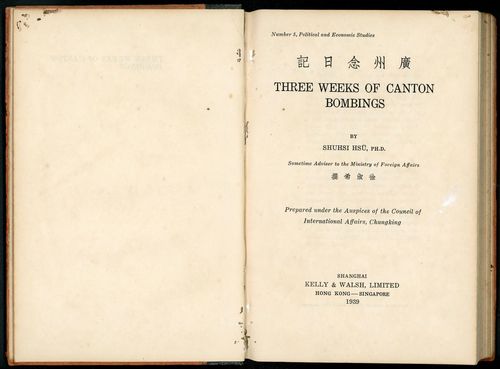 Number 5, Political and Economic Studies
記日念州廣
THREE WEEKS OF CANTON
BOMBINGS
BY
SHUHSI HSÜ, PH.D.
Sometime Adviser to the Ministry of Foreign Affairs
撰希淑徐
Prepared under the Auspices of the Council of
International Affairs, Chungking
SHANGHAI
KELLY & WALSH, LIMITED
HONG KONG—SINGAPORE
1939